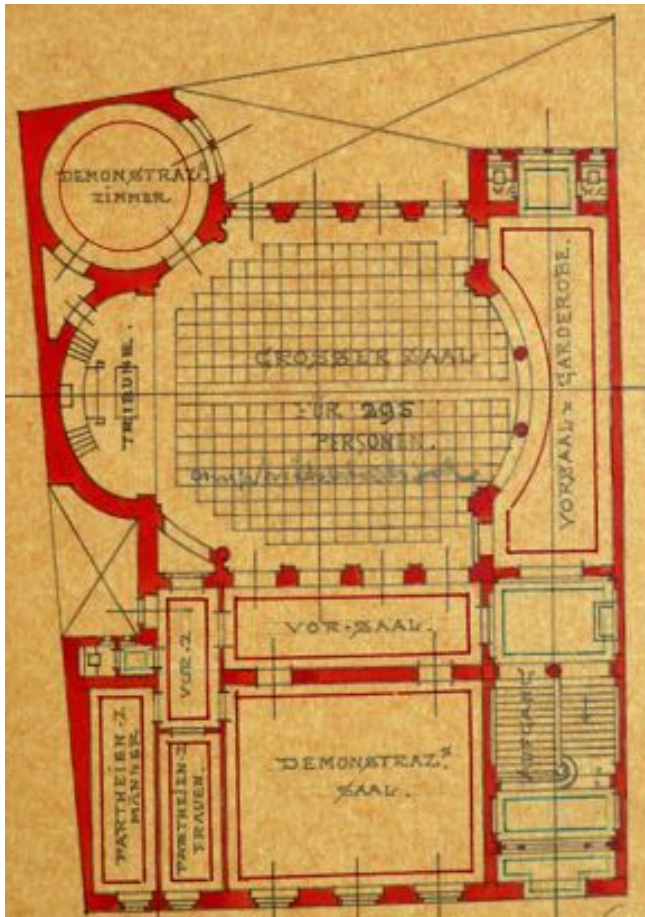 DEMONSTRAZ.S
ZIMMER
TRIBUNE.
GROSSER SAAL
FUR 295
PERSONEN.
VORSAAL & GARDEROBE.
VOR-SAAL.
VOR-Z
AUFGANG
DEMONSTRAZ.S
SAAL.
PARTHEIEN-Z
MÄNNER
PARTHEIEN-Z
FRAUEN.